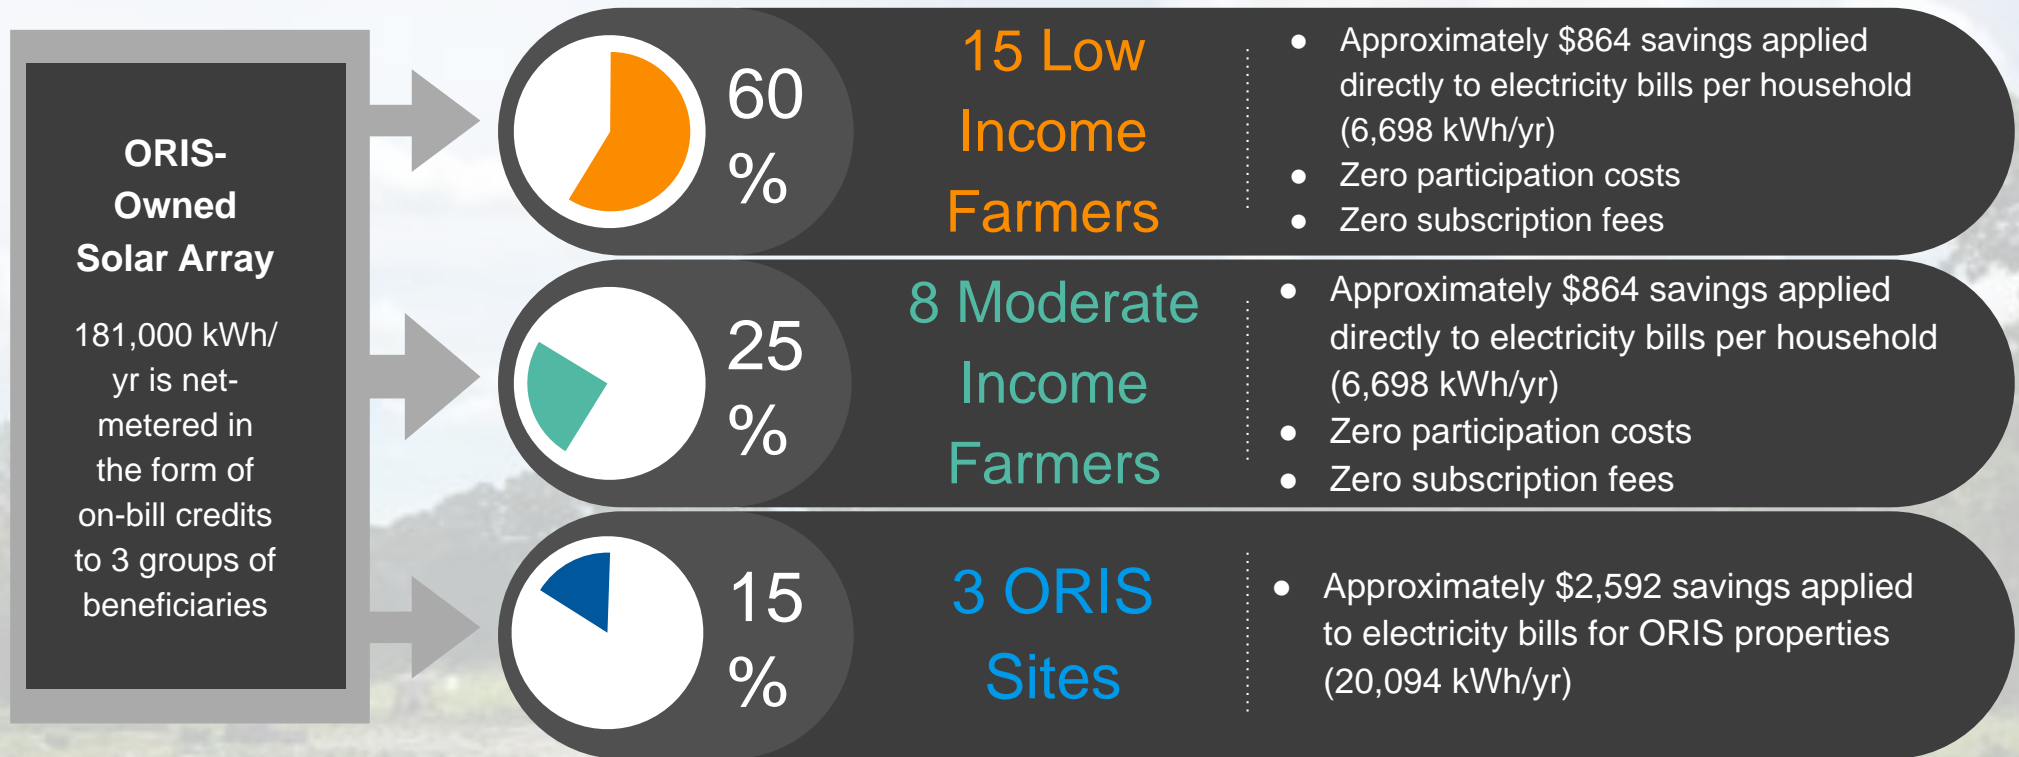 ORIS-
Owned
Solar Array
181,000 kWh/
yr is net-
metered in
the form of
on-bill credits
to 3 groups of
beneficiaries
60
%
15 Low
Income
Farmers
● Approximately $864 savings applied
directly to electricity bills per household
(6,698 kWh/yr)
● Zero participation costs
● Zero subscription fees
25
%
8 Moderate
Income
Farmers
● Approximately $864 savings applied
directly to electricity bills per household
(6,698 kWh/yr)
● Zero participation costs
● Zero subscription fees
15
%
3 ORIS
Sites
● Approximately $2,592 savings applied
to electricity bills for ORIS properties
(20,094 kWh/yr)